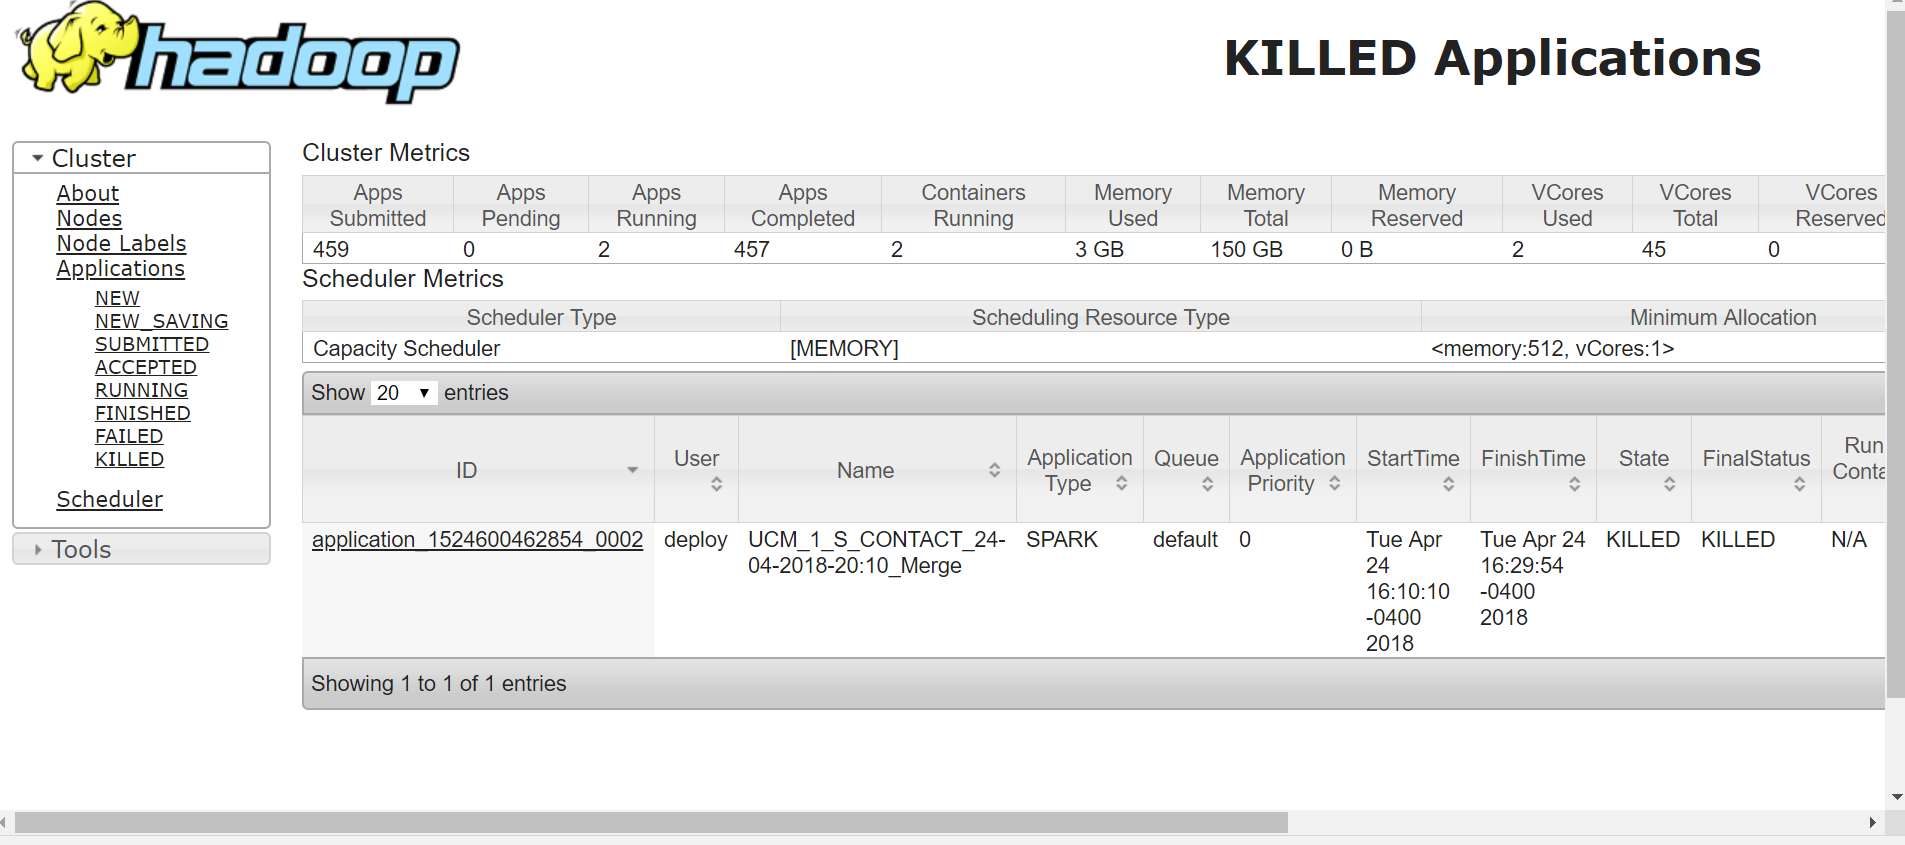 hadoop
KILLED Applications
Cluster
About
Nodes
Node Labels
Applications
NEW
NEW_SAVING
SUBMITTED
ACCEPTED
RUNNING
FINISHED
FAILED
KILLED
Scheduler
Tools
Cluster Metrics
Apps Submitted
Apps Pending
Apps Running
Apps Completed
Containers Running
Memory Used
Memory Total
Memory Reserved
VCores Used
VCores Total
VCores Reserved
459 0 2 457 2 3 GB 150 GB 0 B 2 45 0
Scheduler Metrics
Scheduler Type Scheduling Resource Type Minimum Allocation
Capacity Scheduler [MEMORY] <memory:512, vCores:1>
Show 20 entries
ID
User
Name
Application Type
Queue
Application Priority
StartTime
FinishTime
State
FinalStatus
Run
Conta
application_1524600462854_0002
deploy
UCM_1_S_CONTACT_24-
04-2018-20:10_Merge
SPARK
default
0
Tue Apr
24
16:10:10
-0400
2018
Tue Apr 24
16:29:54
-0400
2018
KILLED
KILLED
N/A
Showing 1 to 1 of 1 entries